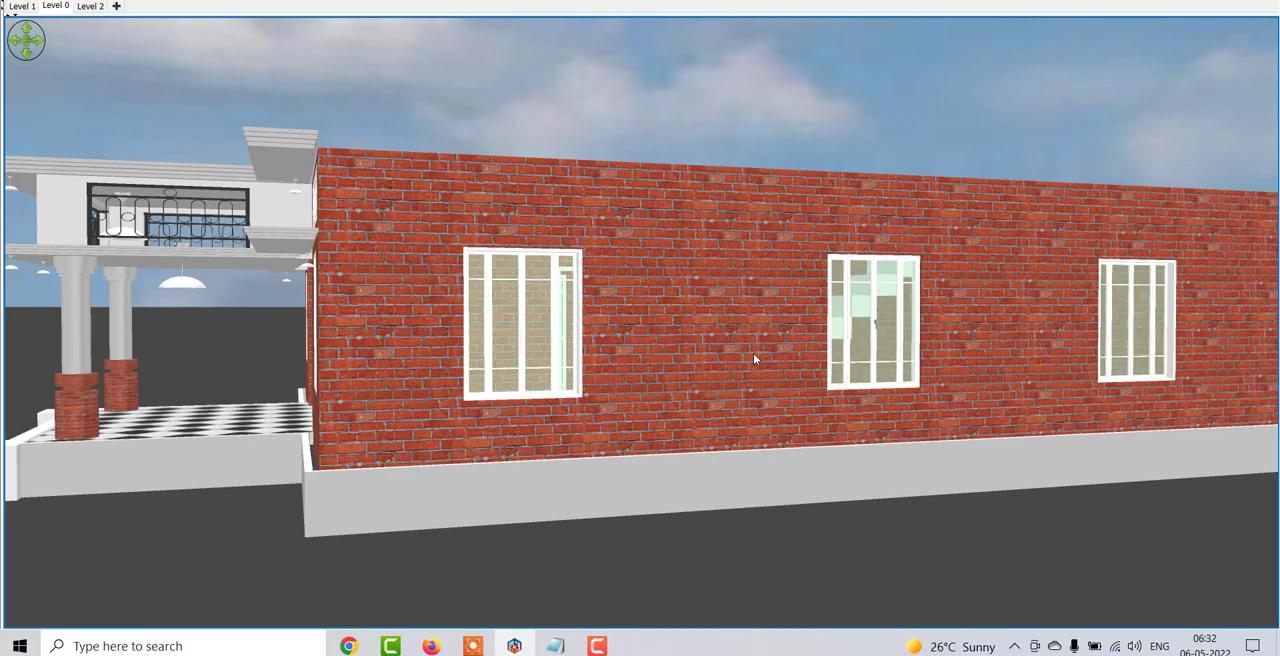 Level 1 Level 0 Level 2
Type here to search
26°C Sunny
ENG
06:32
06-05-2022